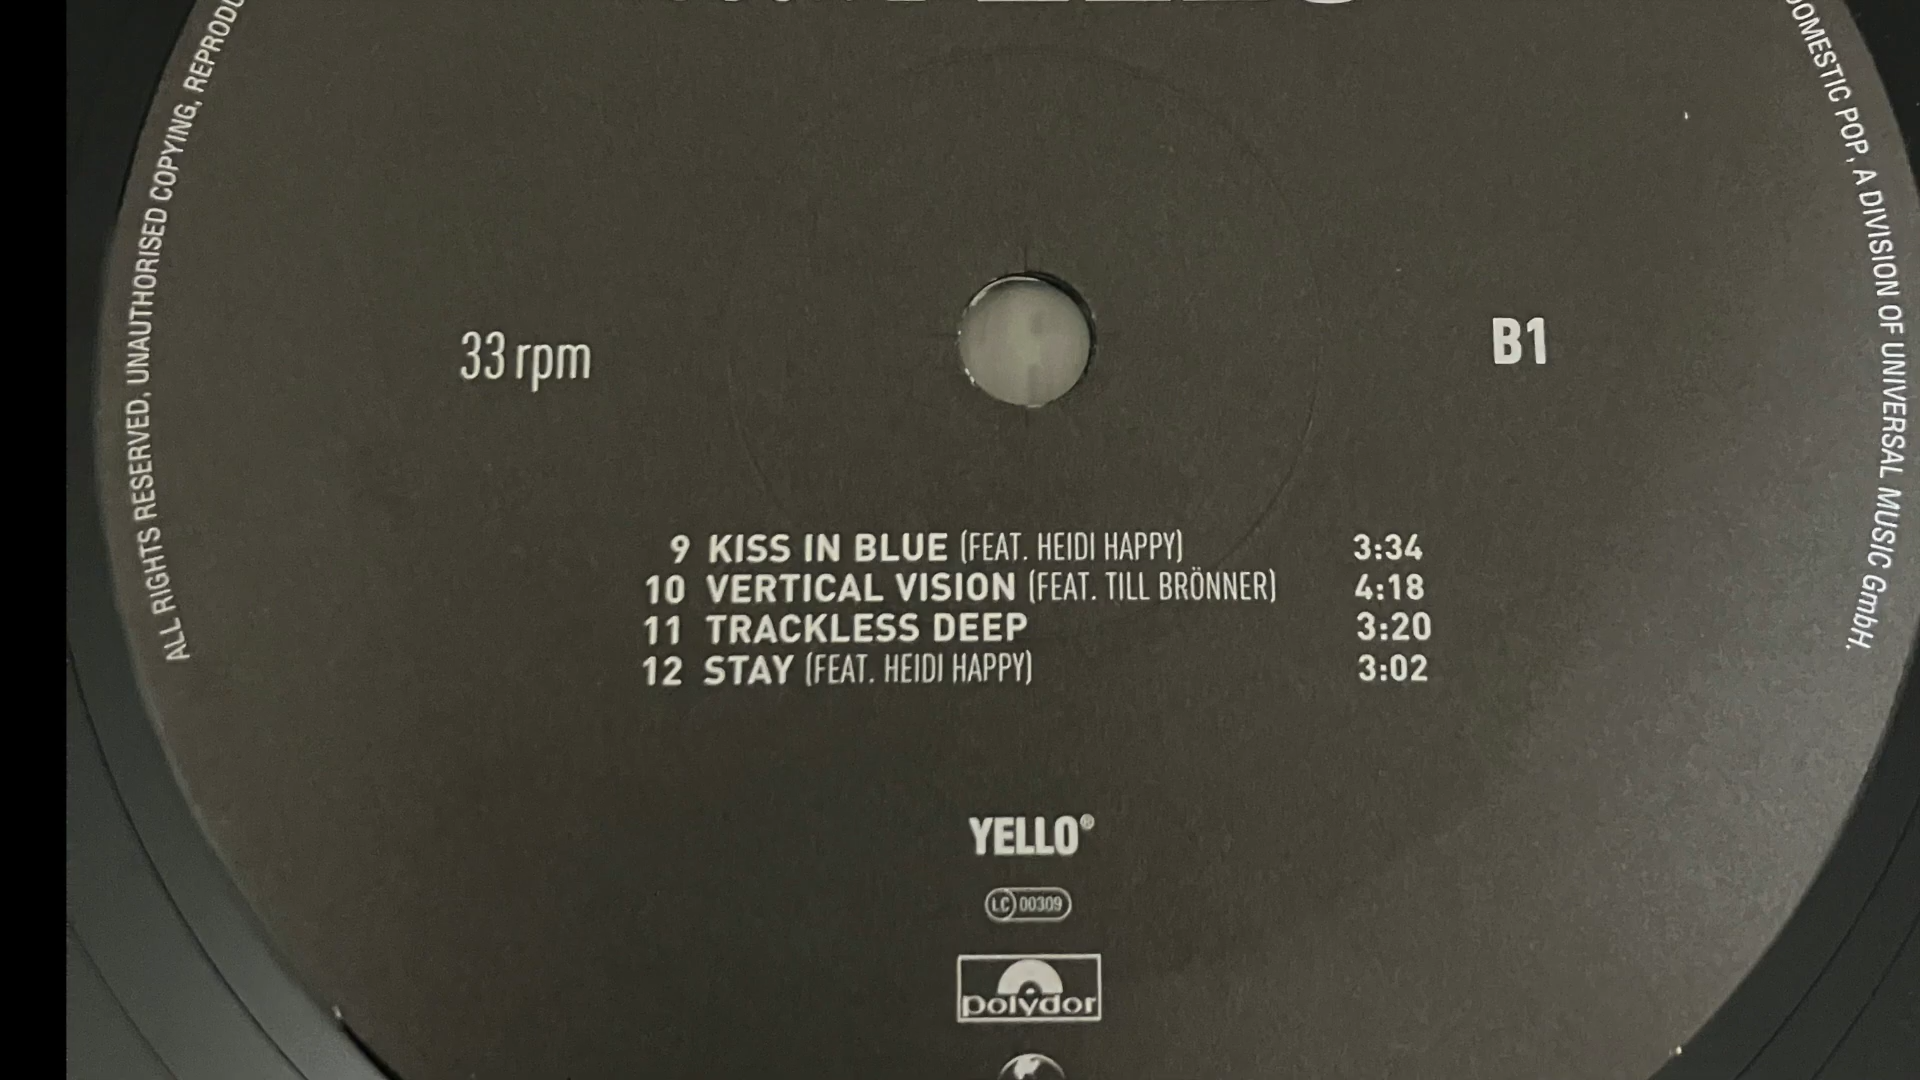 ALL RIGHTS RESERVED, UNAUTHORISED COPYING,
POP, A DIVISION OF UNIVERSAL MUSIC GmbH.
33 rpm
B1
9 KISS IN BLUE (FEAT. HEIDI HAPPY) 3:34
10 VERTICAL VISION (FEAT. TILL BRÖNNER) 4:18
11 TRACKLESS DEEP 3:20
12 STAY (FEAT. HEIDI HAPPY) 3:02
YELLO®
LC 00309
polydor